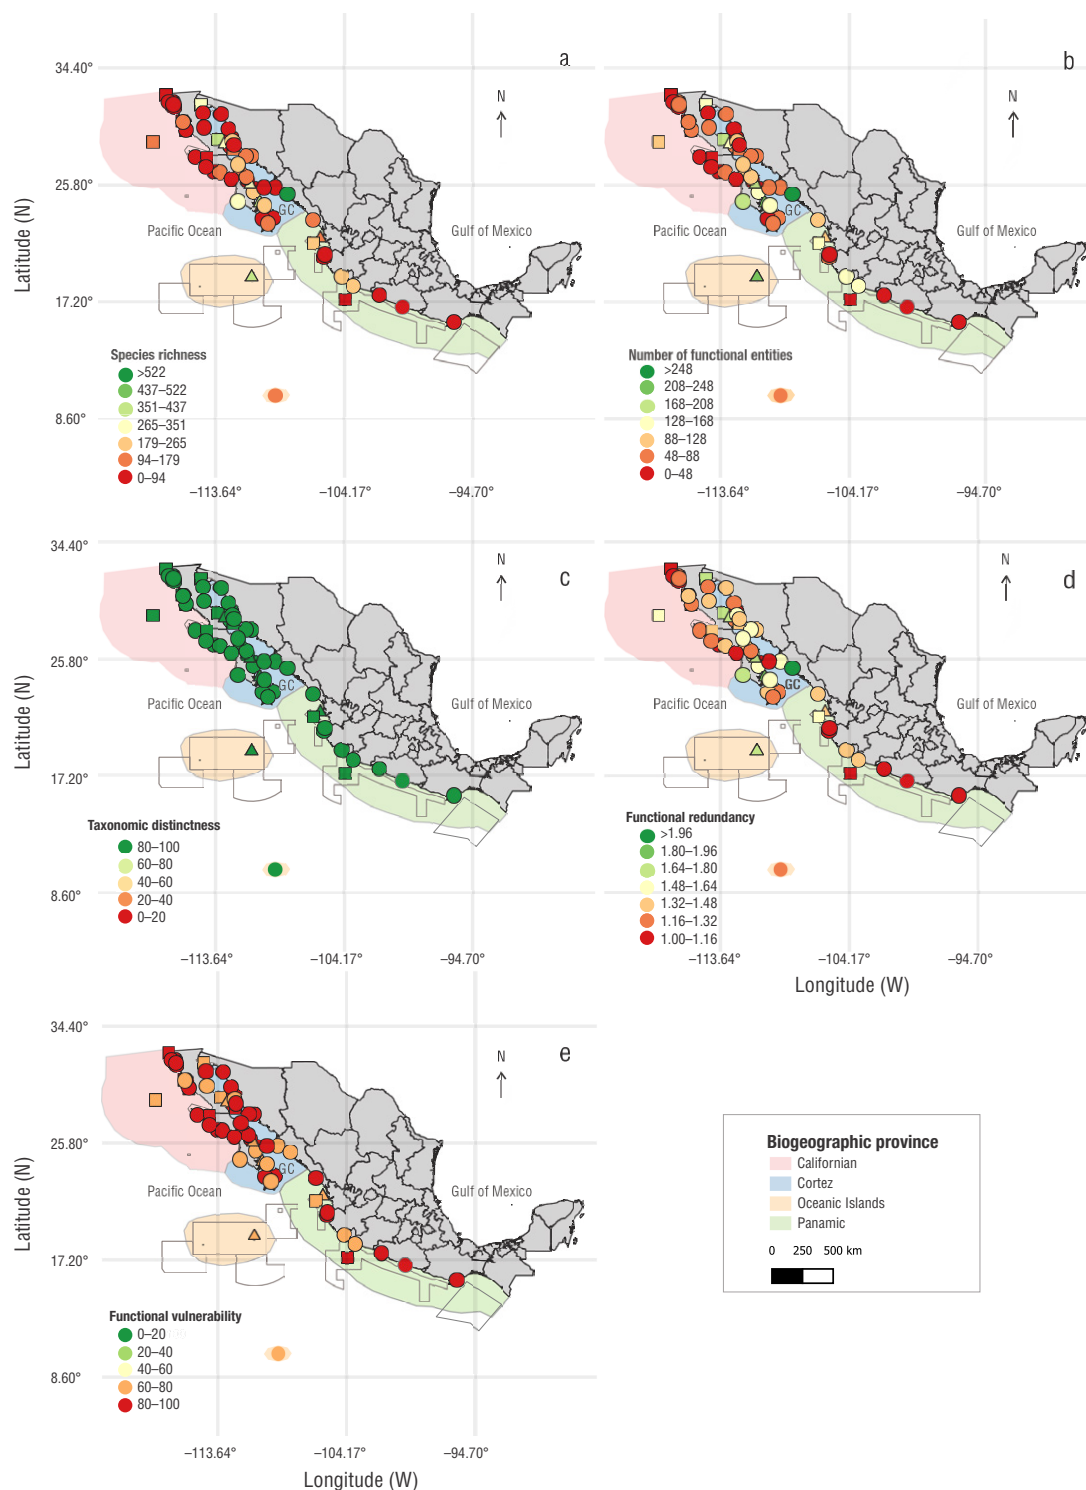 a
34.40°
N
25.80°
GC
Pacific Ocean
Gulf of Mexico
Latitude (N)
17.20°
Species richness
>522
437–522
351–437
265–351
179–265
94–179
0–94
8.60°
−113.64°
−104.17°
−94.70°
b
N
GC
Pacific Ocean
Gulf of Mexico
Number of functional entities
>248
208–248
168–208
128–168
88–128
48–88
0–48
−113.64°
−104.17°
−94.70°
c
34.40°
N
25.80°
GC
Pacific Ocean
Gulf of Mexico
Latitude (N)
17.20°
Taxonomic distinctness
80–100
60–80
40–60
20–40
0–20
8.60°
−113.64°
−104.17°
−94.70°
d
N
GC
Pacific Ocean
Gulf of Mexico
Functional redundancy
>1.96
1.80–1.96
1.64–1.80
1.48–1.64
1.32–1.48
1.16–1.32
1.00–1.16
−113.64°
−104.17°
−94.70°
Longitude (W)
e
34.40°
N
25.80°
GC
Pacific Ocean
Gulf of Mexico
Latitude (N)
17.20°
Functional vulnerability
0–20
20–40
40–60
60–80
80–100
8.60°
−113.64°
−104.17°
−94.70°
Longitude (W)
Biogeographic province
Californian
Cortez
Oceanic Islands
Panamic
0 250 500 km